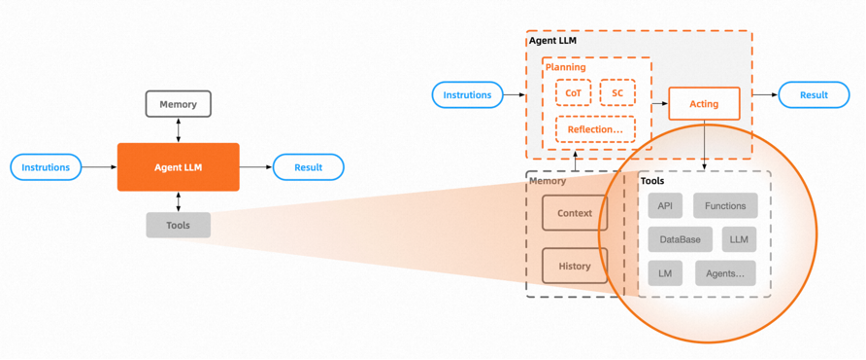 Memory
Instrutions
Agent LLM
Result
Tools
Agent LLM
Planning
Instrutions
CoT
SC
Acting
Result
Reflection...
Memory
Tools
Context
API
Functions
DataBase
LLM
History
LM
Agents...